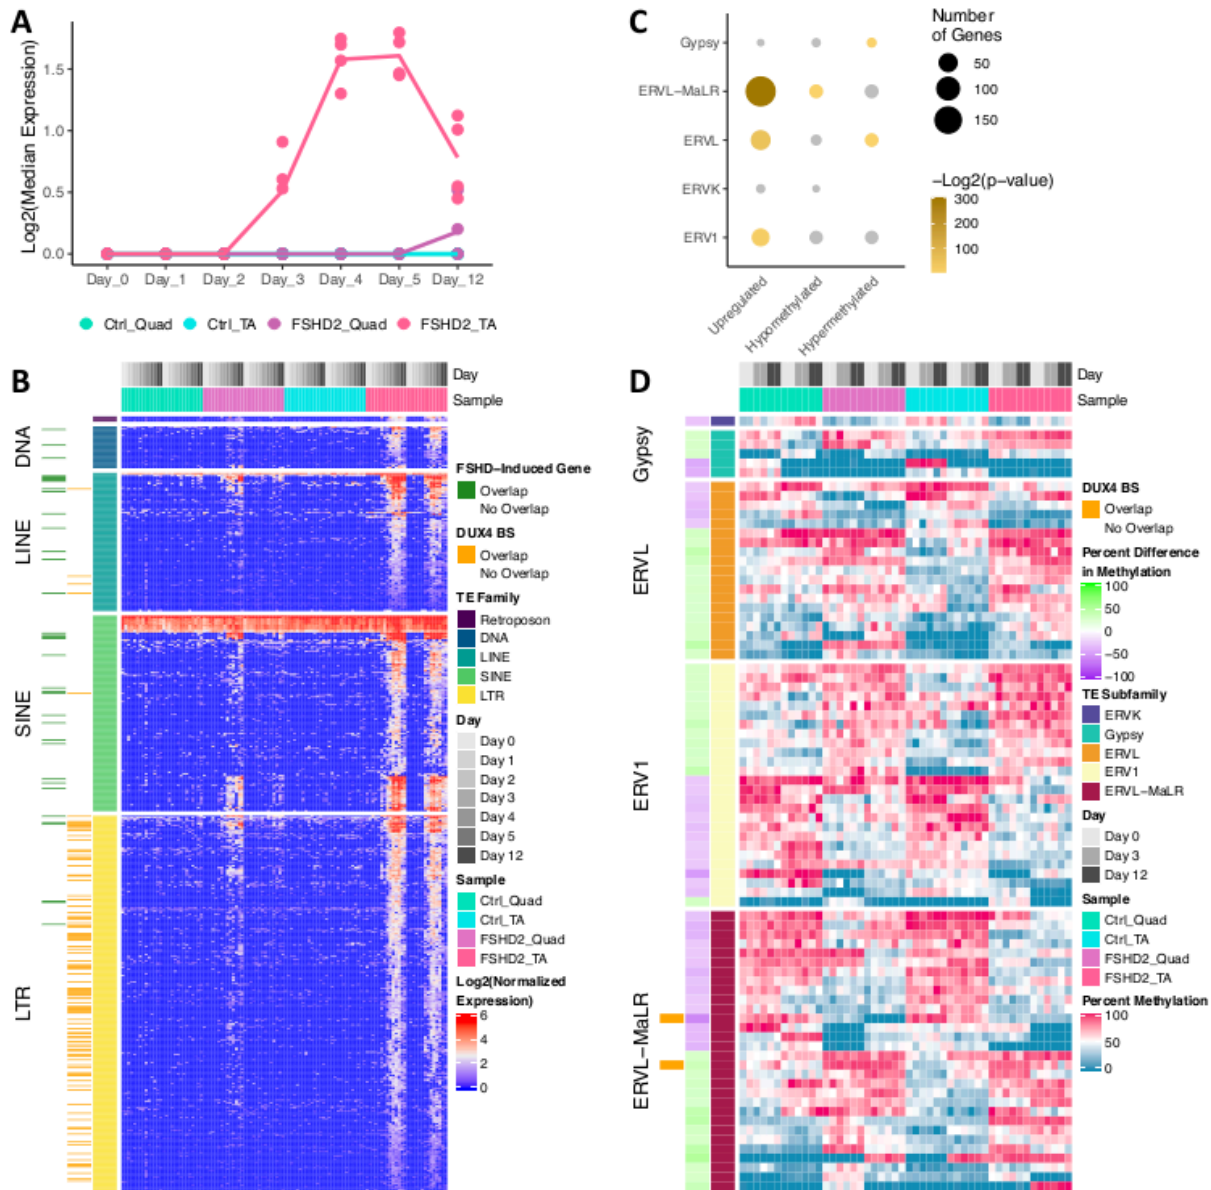 A
Log2(Median Expression)
1.5
1.0
0.5
0.0
Day_0 Day_1 Day_2 Day_3 Day_4 Day_5 Day_12
Ctrl_Quad Ctrl_TA FSHD2_Quad FSHD2_TA
C
Gypsy
ERVL-MaLR
ERVL
ERVK
ERV1
Upregulated
Hypomethylated
Hypermethylated
Number
of Genes
50
100
150
-Log2(p-value)
300
200
100
B
Day
Sample
DNA
LINE
SINE
LTR
FSHD-Induced Gene
Overlap
No Overlap
DUX4 BS
Overlap
No Overlap
TE Family
Retroposon
DNA
LINE
SINE
LTR
Day
Day 0
Day 1
Day 2
Day 3
Day 4
Day 5
Day 12
Sample
Ctrl_Quad
Ctrl_TA
FSHD2_Quad
FSHD2_TA
Log2(Normalized
Expression)
6
4
2
0
D
Day
Sample
Gypsy
ERVL
ERV1
ERVL-MaLR
DUX4 BS
Overlap
No Overlap
Percent Difference
in Methylation
100
50
0
-50
-100
TE Subfamily
ERVK
Gypsy
ERVL
ERV1
ERVL-MaLR
Day
Day 0
Day 3
Day 12
Sample
Ctrl_Quad
Ctrl_TA
FSHD2_Quad
FSHD2_TA
Percent Methylation
100
50
0